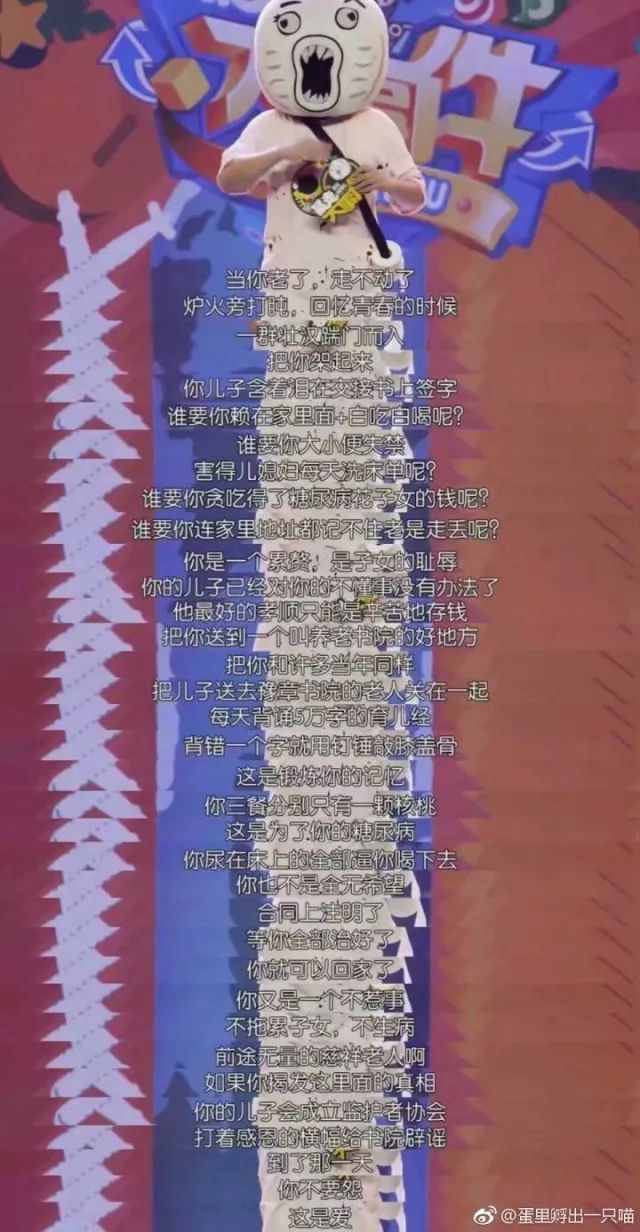 大事件
当你老了，走不动了
炉火旁打盹，回忆青春的时候
一群壮汉踹门而入
把你架起来
你儿子含着泪在交接书上签字
谁要你赖在家里面+白吃白喝呢？
谁要你大小便失禁
害得儿媳妇每天洗床单呢？
谁要你贪吃得了糖尿病花子女的钱呢？
谁要你连家里地址都记不住老是走丢呢？
你是一个累赘，是子女的耻辱
你的儿子已经对你的不懂事没有办法了
他最好的孝顺只能是辛苦地存钱
把你送到一个叫养老书院的好地方
把你和许多当年同样
把儿子送去豫章书院的老人关在一起
每天背诵5万字的育儿经
背错一个字就用钉锤敲膝盖骨
这是锻炼你的记忆
你三餐分别只有一颗核桃
这是为了你的糖尿病
你尿在床上的全部逼你喝下去
你也不是全无希望
合同上注明了
等你全部治好了
你就可以回家了
你又是一个不惹事
不拖累子女，不生病
前途无量的慈祥老人啊
如果你揭发这里面的真相
你的儿子会成立监护者协会
打着感恩的横幅给书院辟谣
到了那一天
你不要怨
这是爱
@蛋里孵出一只喵